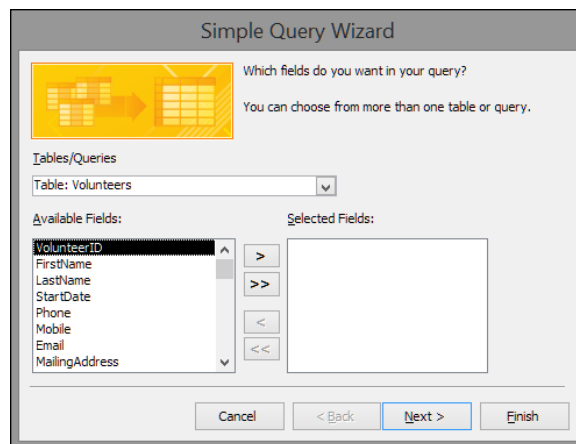 Simple Query Wizard
Which fields do you want in your query?
You can choose from more than one table or query.
Tables/Queries
Table: Volunteers
Available Fields:
VolunteerID
FirstName
LastName
StartDate
Phone
Mobile
Email
MailingAddress
>
>>
<
<<
Selected Fields:
Cancel
< Back
Next >
Finish